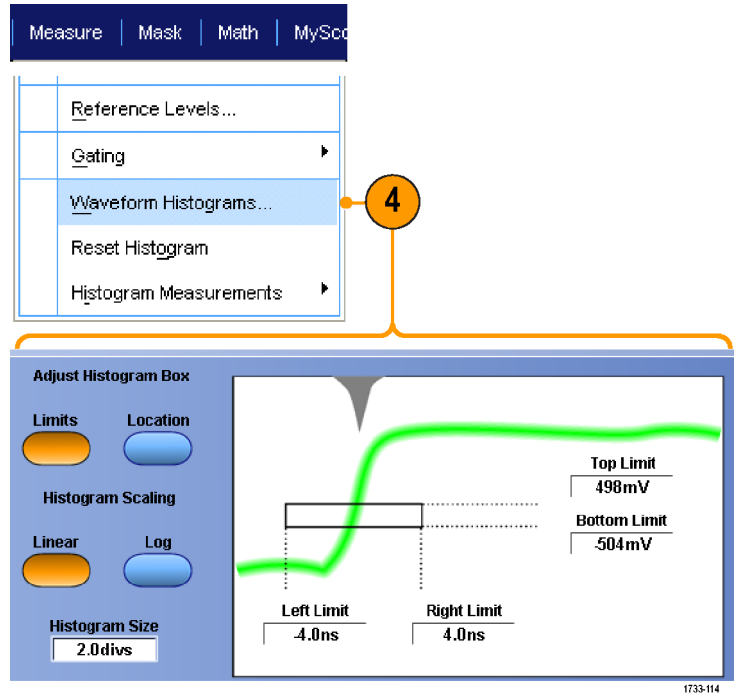 Measure Mask Math MySco
Reference Levels...
Gating
Waveform Histograms...
4
Reset Histogram
Histogram Measurements
Adjust Histogram Box
Limits Location
Histogram Scaling
Linear Log
Histogram Size
2.0divs
Top Limit
498mV
Bottom Limit
-504mV
Left Limit Right Limit
-4.0ns 4.0ns
1733-114